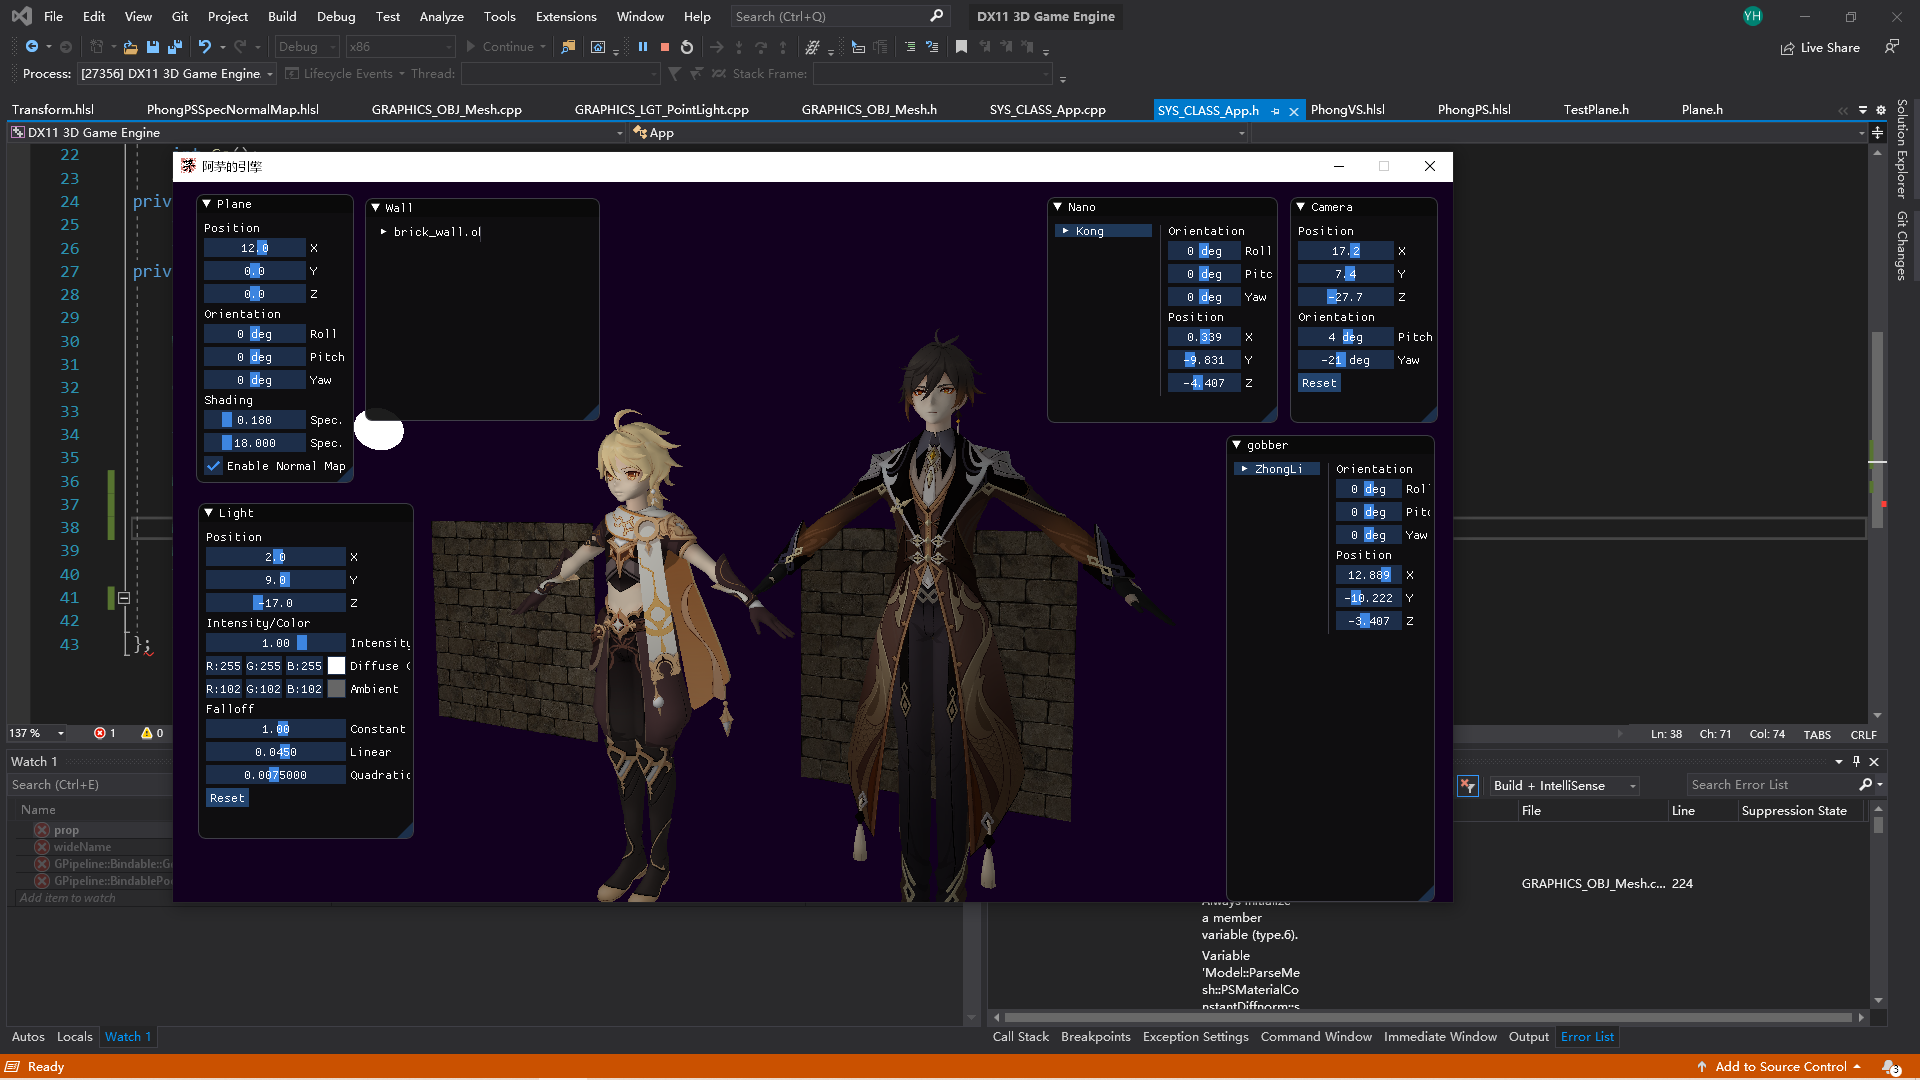 File Edit View Git Project Build Debug Test Analyze Tools Extensions Window Help Search (Ctrl+Q) DX11 3D Game Engine YH
Debug x86 Continue Live Share
Process: [27356] DX11 3D Game Engine. Lifecycle Events Thread: Stack Frame:
Transform.hlsl PhongPSSpecNormalMap.hlsl GRAPHICS_OBJ_Mesh.cpp GRAPHICS_LGT_PointLight.cpp GRAPHICS_OBJ_Mesh.h SYS_CLASS_App.cpp SYS_CLASS_App.h PhongVS.hlsl PhongPS.hlsl TestPlane.h Plane.h
DX11 3D Game Engine App
Solution Explorer
Git Changes
22
23
24 priv
25
26
27 priv
28
29
30
31
32
33
34
35
36
37
38
39
40
41
42
43 };
阿芋的引擎
Plane
Position
12.0 X
0.0 Y
0.0 Z
Orientation
0 deg Roll
0 deg Pitch
0 deg Yaw
Shading
0.180 Spec.
18.000 Spec.
Enable Normal Map
Wall
brick_wall.o
Light
Position
2.0 X
9.0 Y
-17.0 Z
Intensity/Color
1.00 Intensity
R:255 G:255 B:255 Diffuse
R:102 G:102 B:102 Ambient
Falloff
1.00 Constant
0.0450 Linear
0.0075000 Quadratic
Reset
Nano
Kong
Orientation
0 deg Roll
0 deg Pitc
0 deg Yaw
Position
0.339 X
-9.831 Y
-4.407 Z
Camera
Position
17.2 X
7.4 Y
-27.7 Z
Orientation
4 deg Pitch
-21 deg Yaw
Reset
gobber
ZhongLi
Orientation
0 deg Rol
0 deg Pitc
0 deg Yaw
Position
12.889 X
-10.222 Y
-3.407 Z
137 % 1 0 Ln: 38 Ch: 71 Col: 74 TABS CRLF
Watch 1
Search (Ctrl+E)
Name
prop
wideName
GPipeline::Bindable::G
GPipeline::BindablePo
Add item to watch
Build + IntelliSense Search Error List
File Line Suppression State
GRAPHICS_OBJ_Mesh.c... 224
Always initialize
a member
variable (type.6).
Variable
'Model::ParseMe
sh::PSMaterialCo
nstantDiffnorm::s
Autos Locals Watch 1 Call Stack Breakpoints Exception Settings Command Window Immediate Window Output Error List
Ready Add to Source Control 3